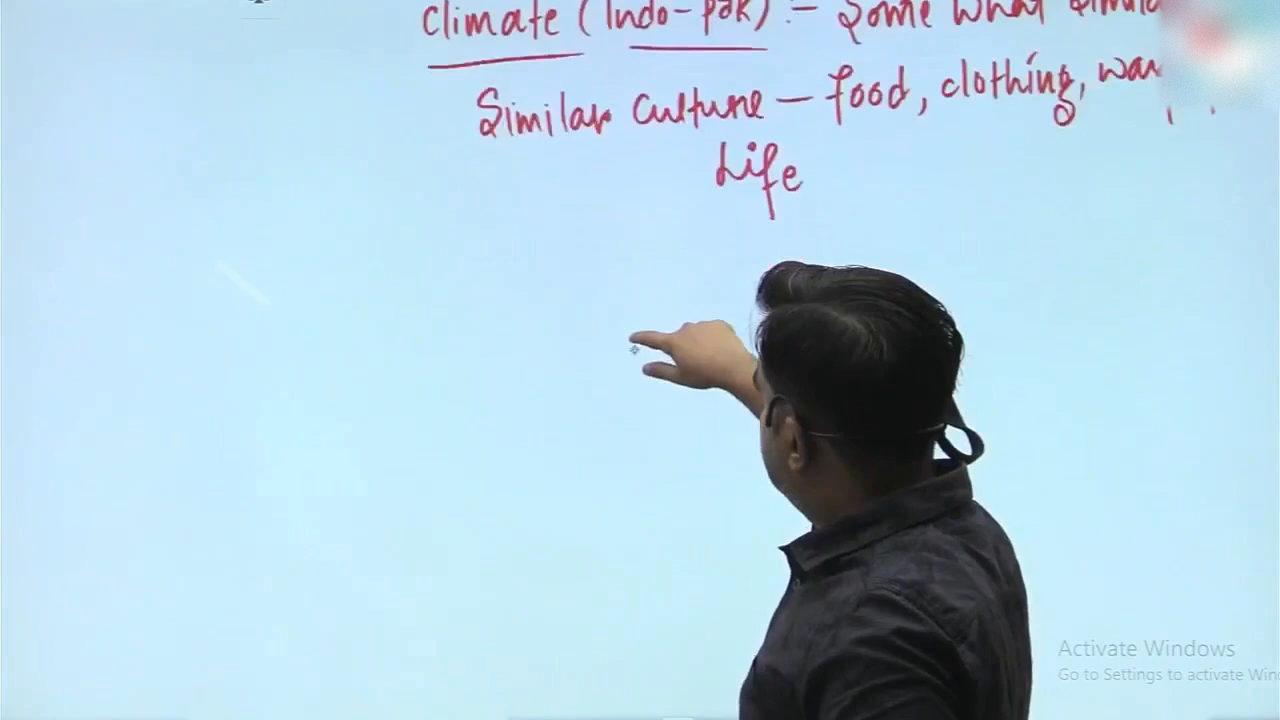 Climate (Indo-Pak) :- Some what
Similar Culture – food, clothing,
Life
Activate Windows
Go to Settings to activate